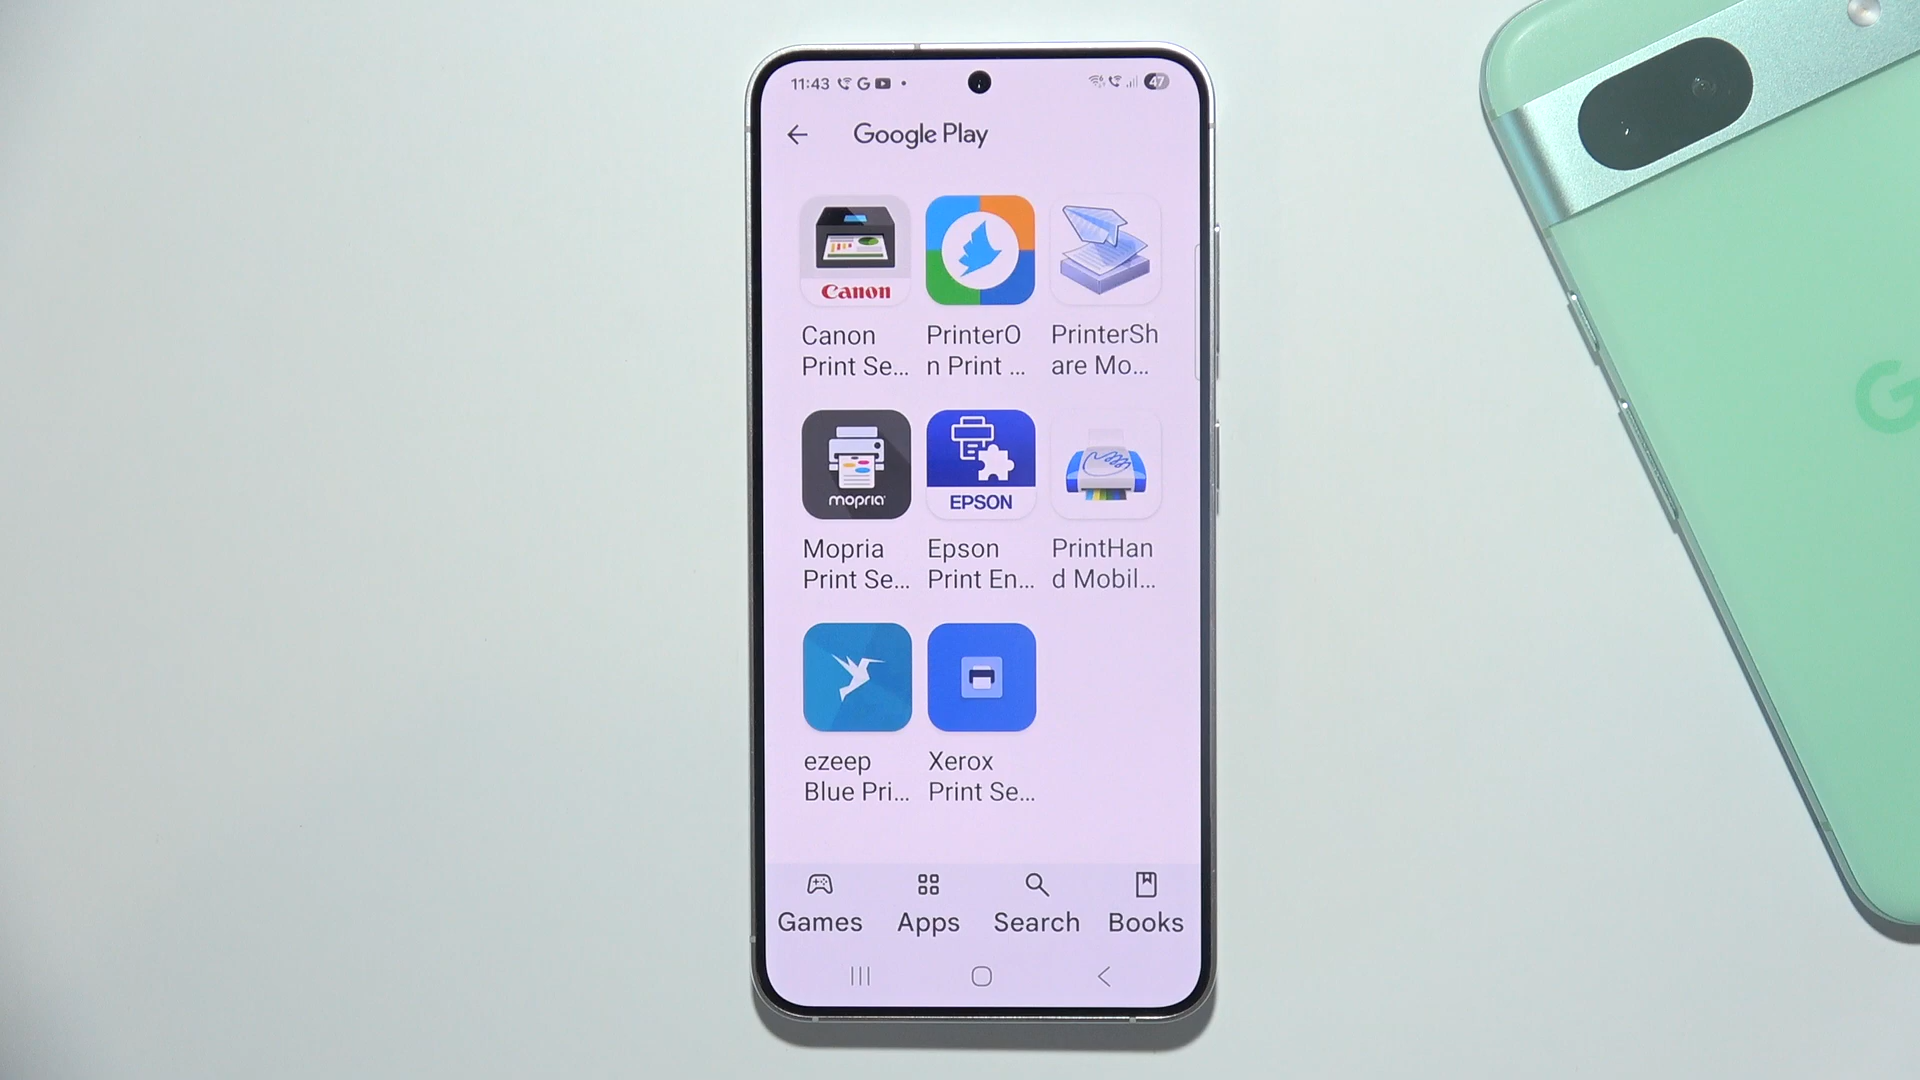 11:43 G 47
Google Play
Canon
Canon PrinterO PrinterSh
Print Se... n Print ... are Mo...
mopria EPSON
Mopria Epson PrintHan
Print Se... Print En... d Mobil...
ezeep Xerox
Blue Pri... Print Se...
Games Apps Search Books
G